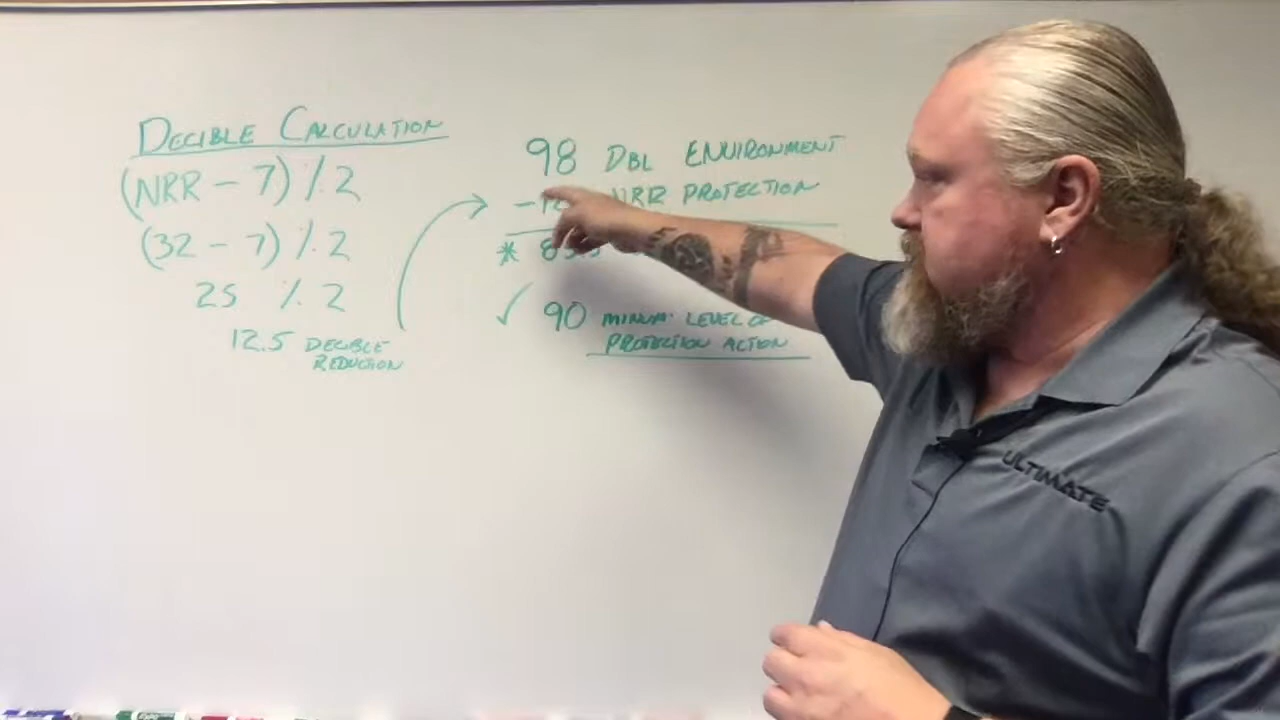 DECIBLE CALCULATION
(NRR - 7) ⁒ 2
(32 - 7) ⁒ 2
25 ⁒ 2
12.5 DECIBLE
REDUCTION
98 DBL ENVIRONMENT
NRR PROTECTION
*
✓ 90 MINUM. LEVEL OF
PROTECTION ACTION
ULTIMATE